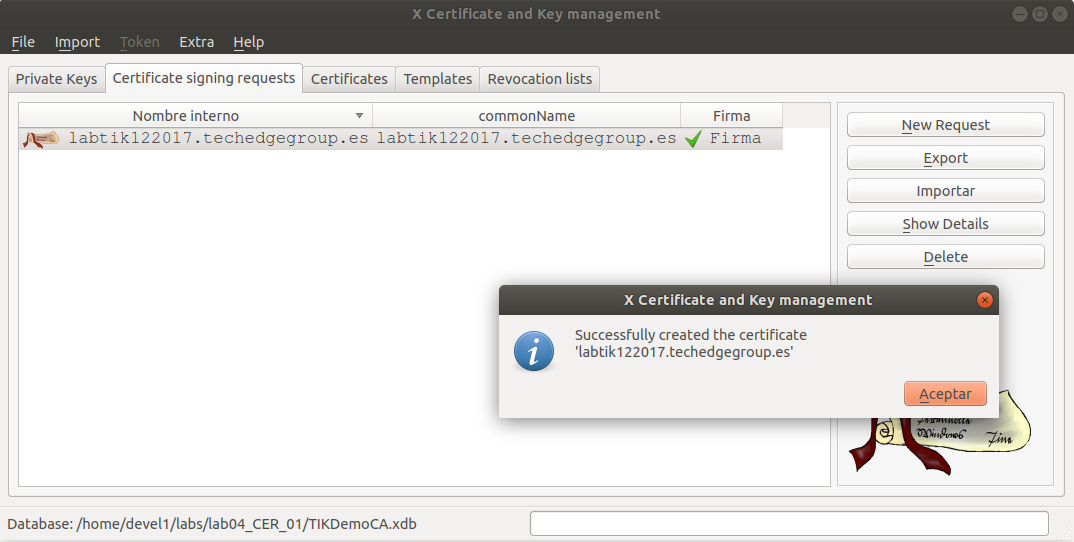 X Certificate and Key management
File Import Token Extra Help
Private Keys Certificate signing requests Certificates Templates Revocation lists
Nombre interno commonName Firma
labtik122017.techedgegroup.es labtik122017.techedgegroup.es Firma
New Request
Export
Importar
Show Details
Delete
X Certificate and Key management
Successfully created the certificate
'labtik122017.techedgegroup.es'
Aceptar
Windows Fine
Database: /home/devel1/labs/lab04_CER_01/TIKDemoCA.xdb